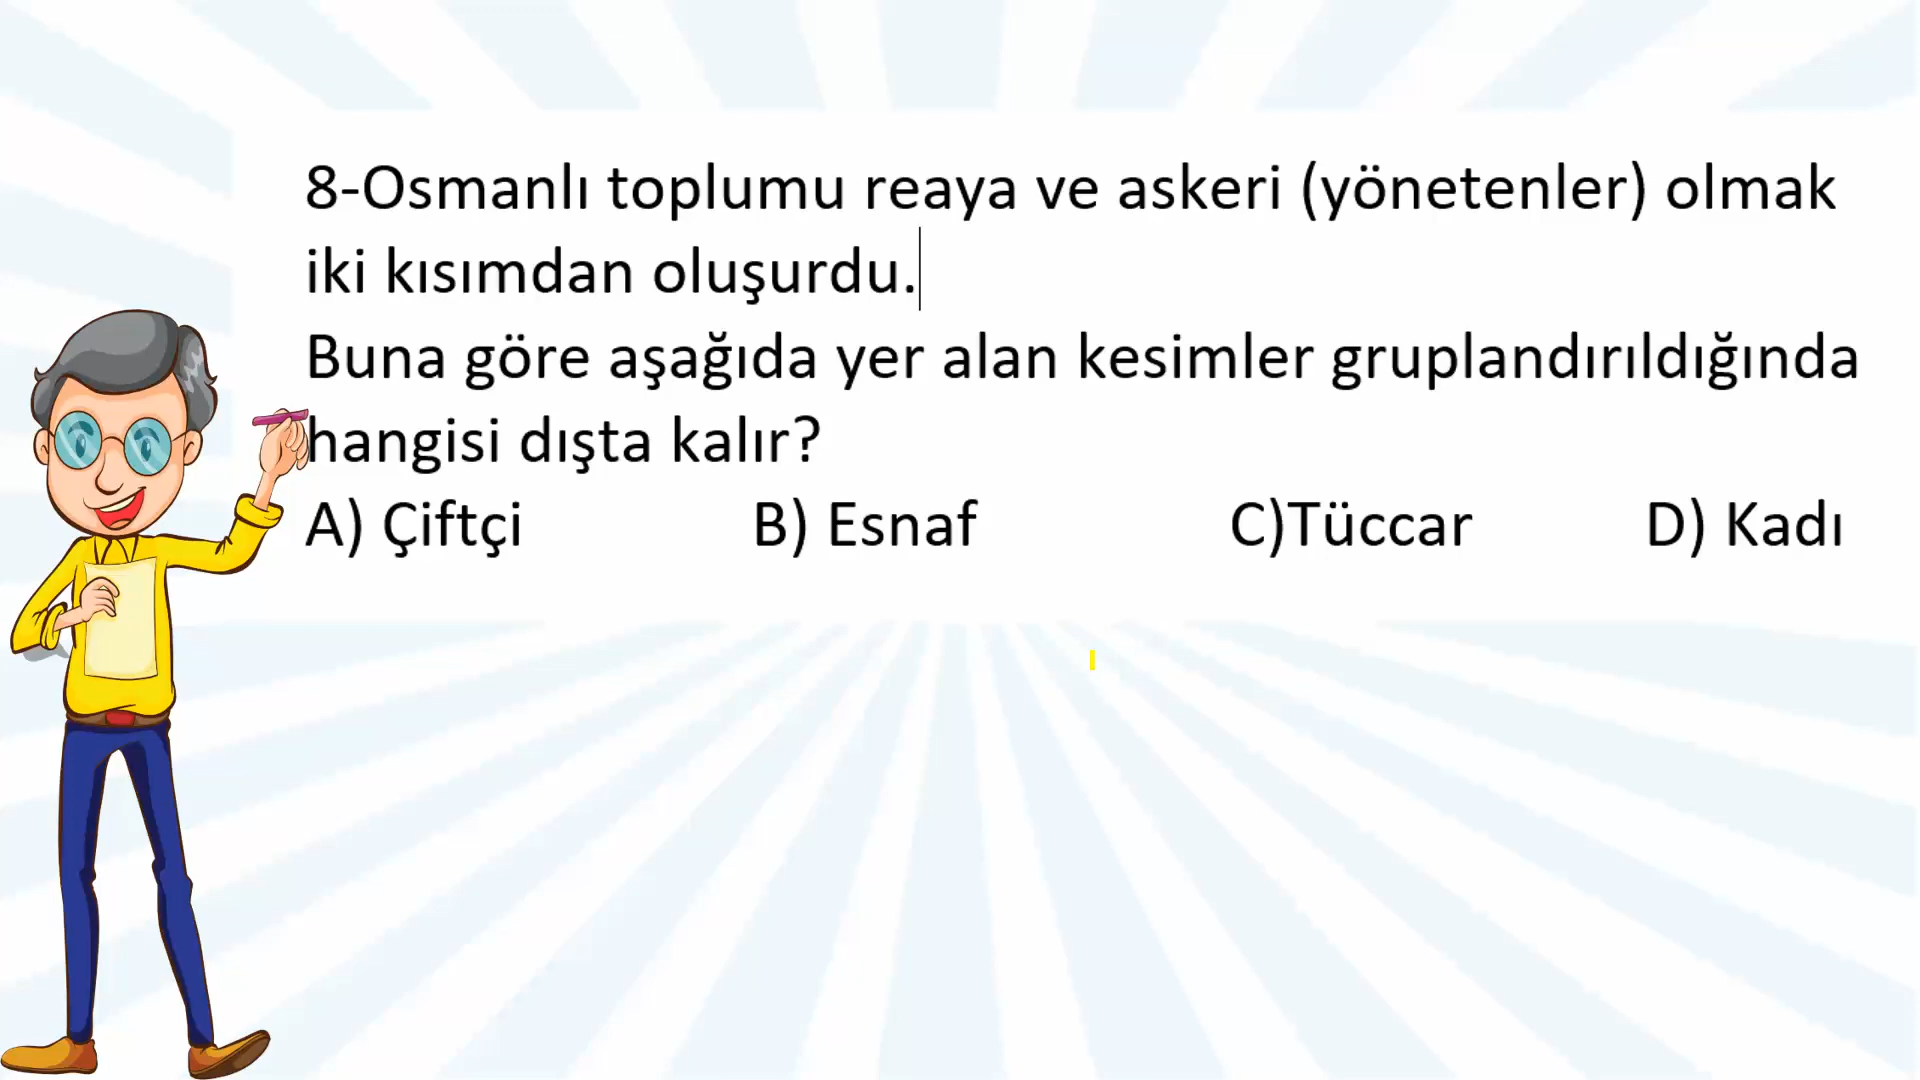 8-Osmanlı toplumu reaya ve askeri (yönetenler) olmak
iki kısımdan oluşurdu.
Buna göre aşağıda yer alan kesimler gruplandırıldığında
hangisi dışta kalır?
A) Çiftçi B) Esnaf C)Tüccar D) Kadı